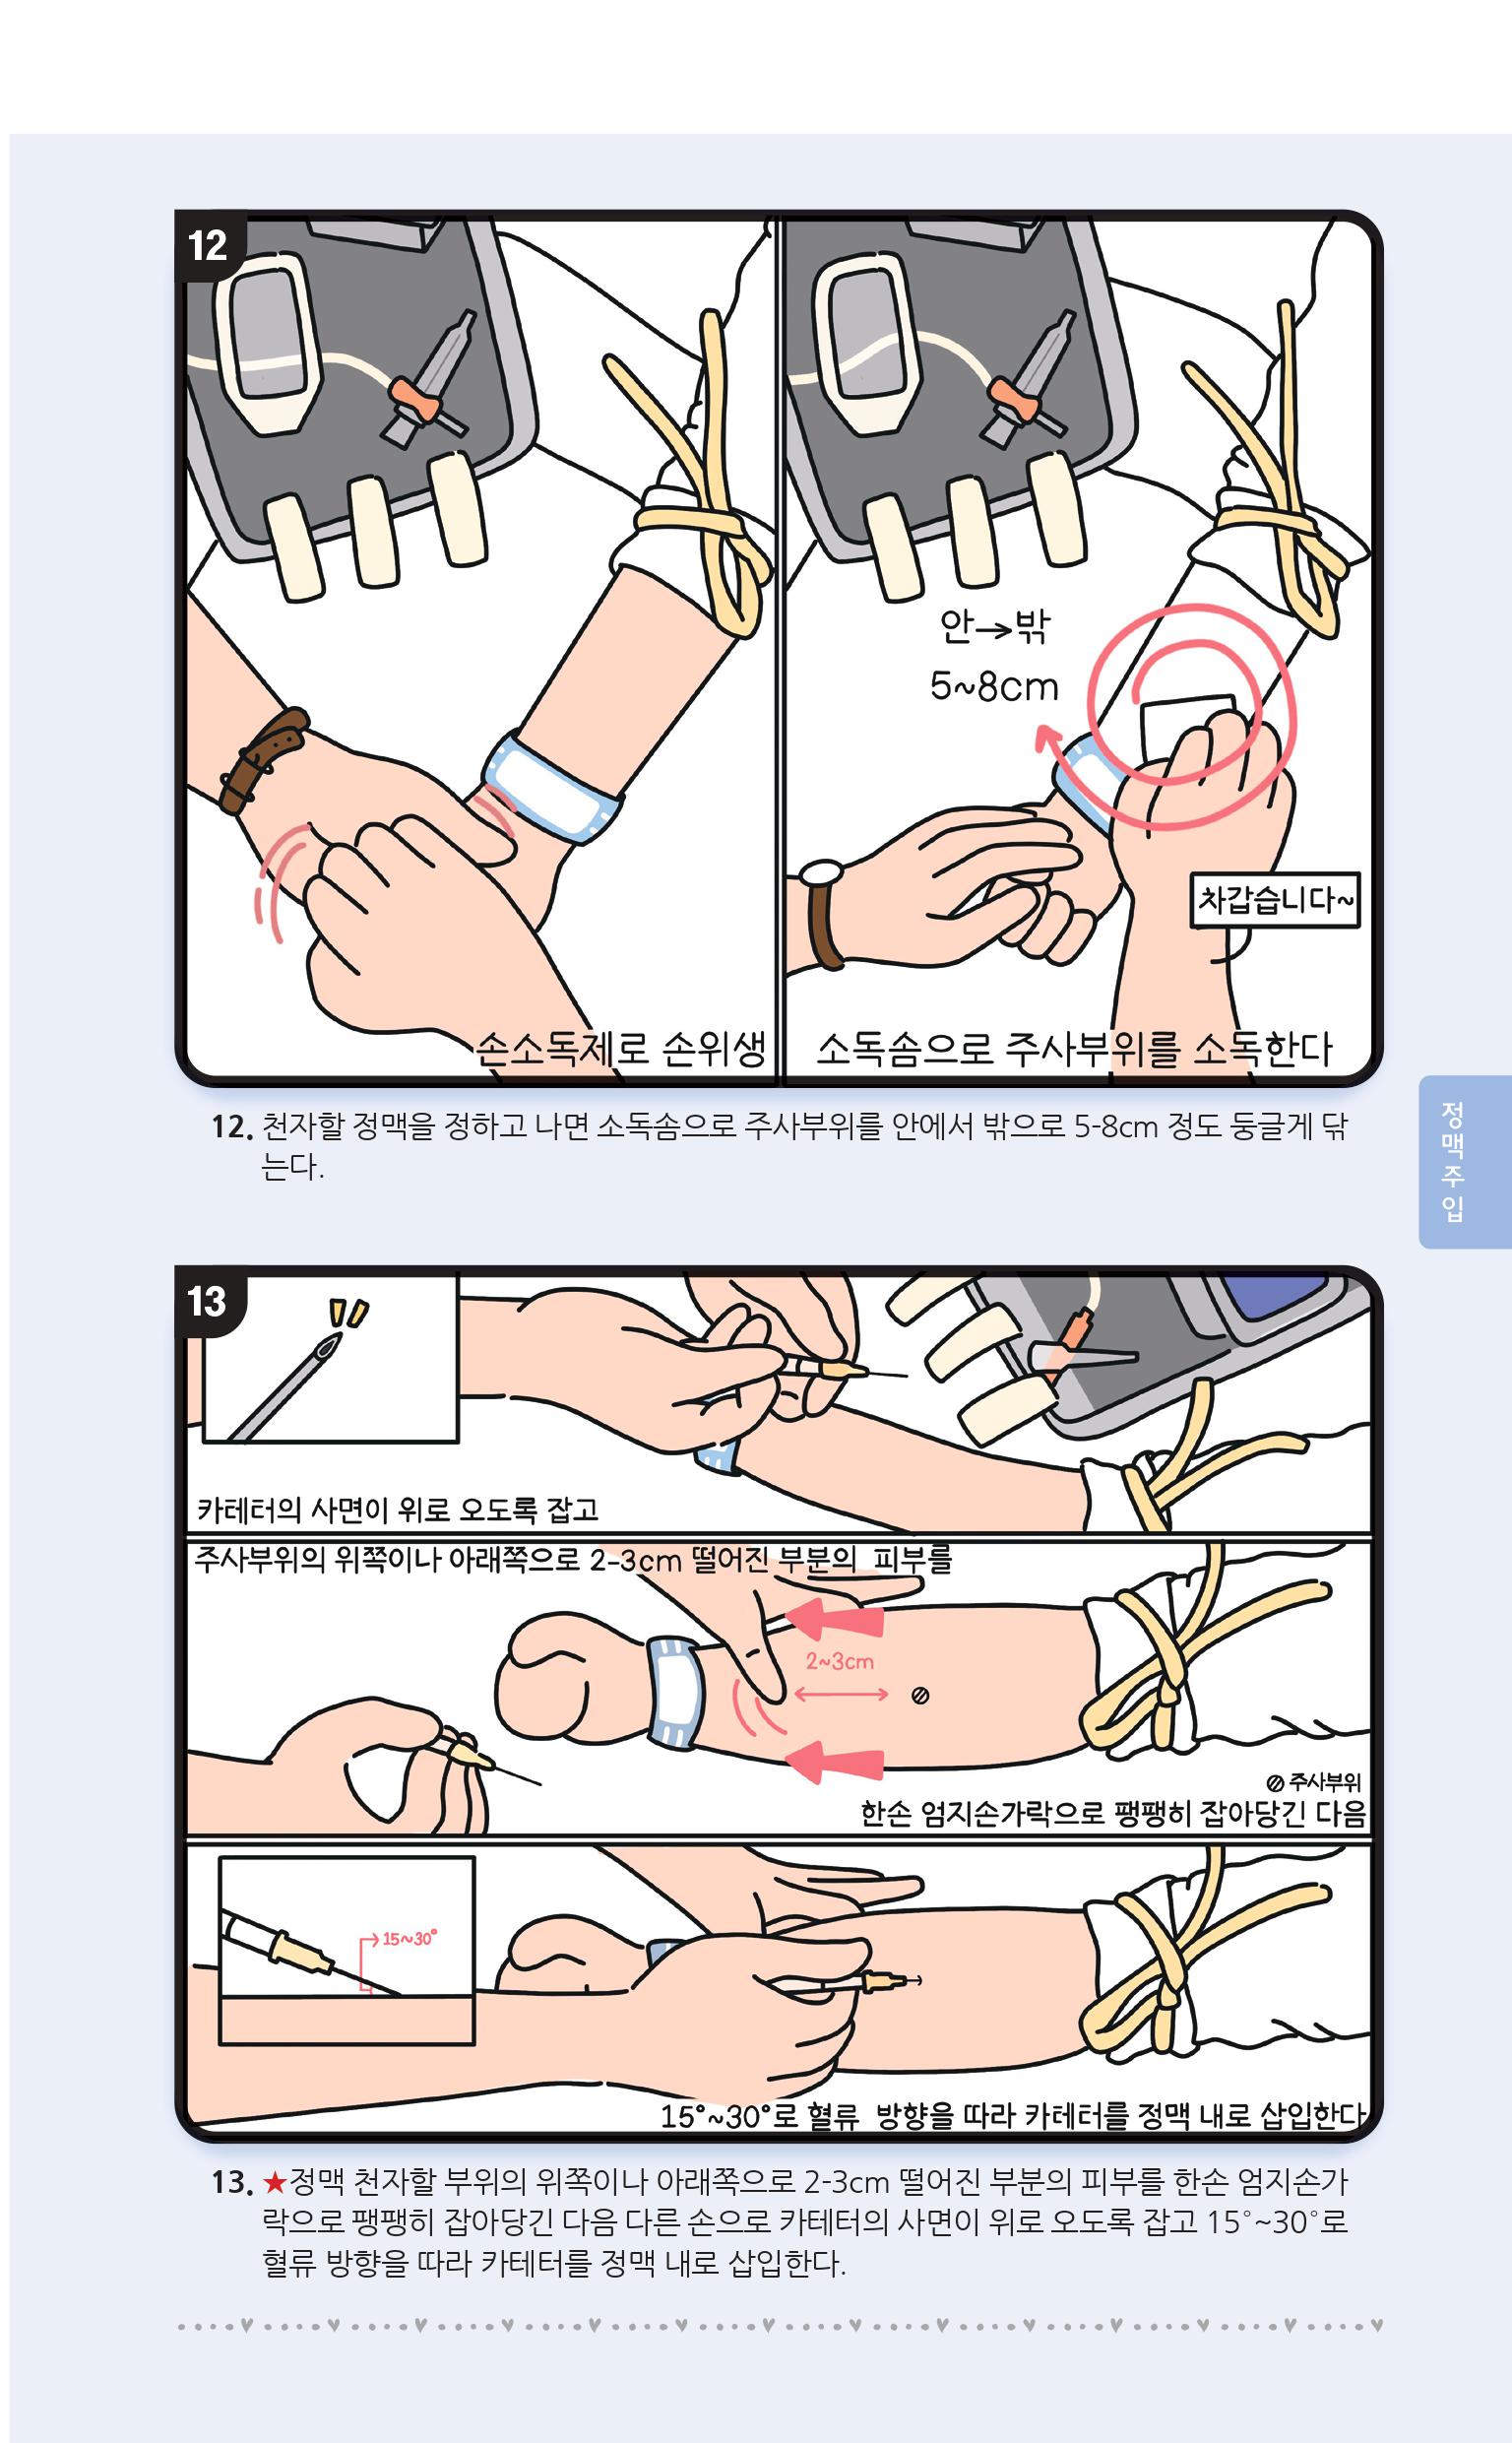 12
안→밖
5~8cm
차갑습니다~
손소독제로 손위생
소독솜으로 주사부위를 소독한다
12. 천자할 정맥을 정하고 나면 소독솜으로 주사부위를 안에서 밖으로 5-8cm 정도 둥글게 닦
는다.
정맥주입
13
카테터의 사면이 위로 오도록 잡고
주사부위의 위쪽이나 아래쪽으로 2-3cm 떨어진 부분의 피부를
2~3cm
주사부위
한손 엄지손가락으로 팽팽히 잡아당긴 다음
15~30°
15°~30°로 혈류 방향을 따라 카테터를 정맥 내로 삽입한다
13. ★정맥 천자할 부위의 위쪽이나 아래쪽으로 2-3cm 떨어진 부분의 피부를 한손 엄지손가
락으로 팽팽히 잡아당긴 다음 다른 손으로 카테터의 사면이 위로 오도록 잡고 15°~30°로
혈류 방향을 따라 카테터를 정맥 내로 삽입한다.